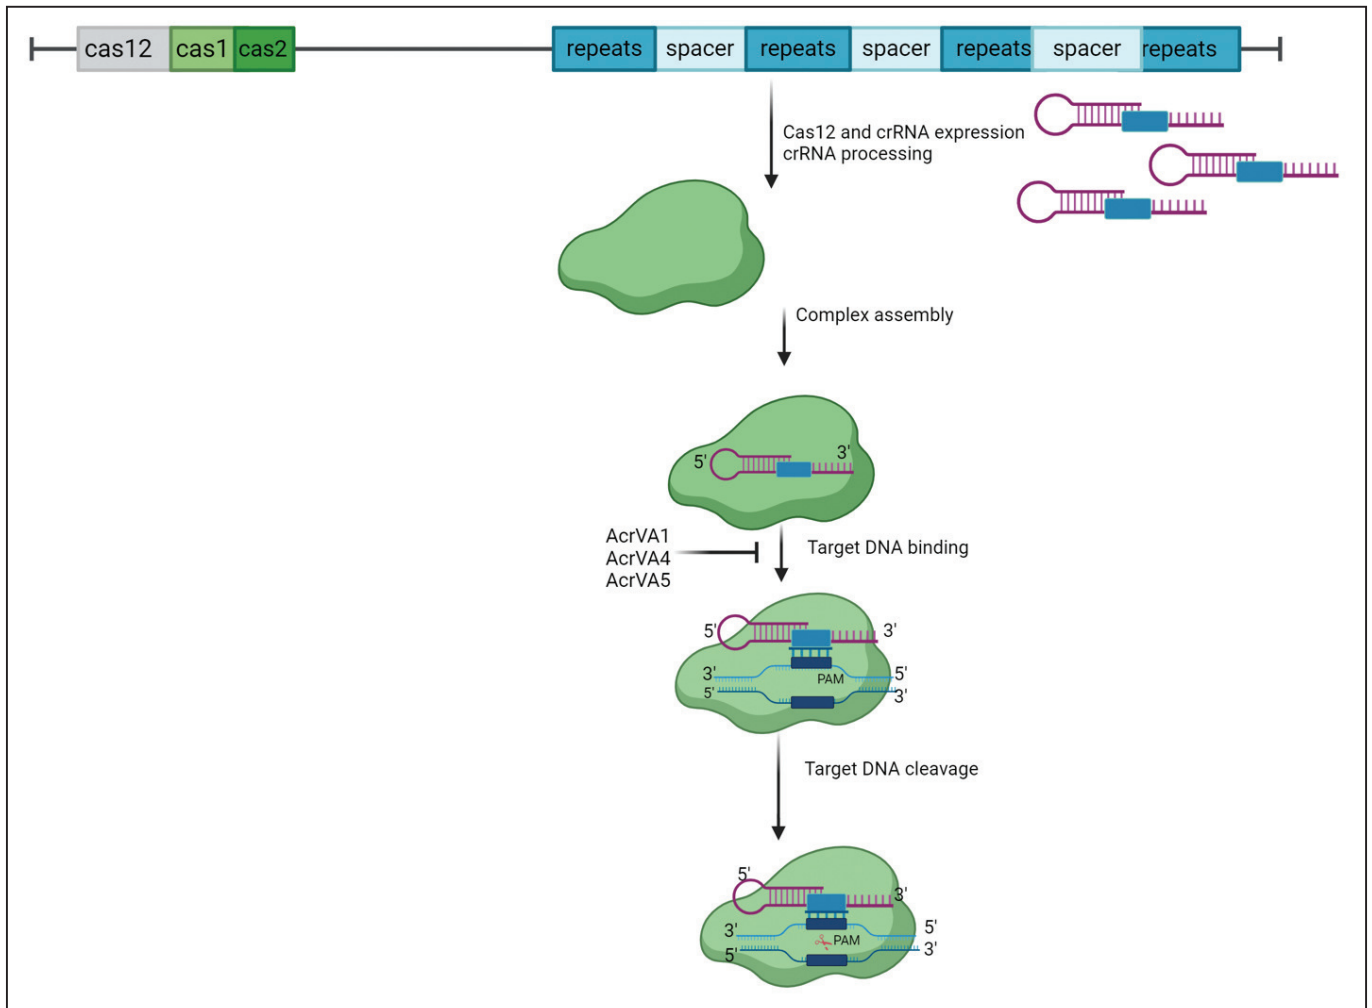 cas12 cas1 cas2 repeats spacer repeats spacer repeats spacer repeats
Cas12 and crRNA expression
crRNA processing
Complex assembly
5' 3'
AcrVA1
AcrVA4
AcrVA5
Target DNA binding
5' 3'
3' PAM 5'
5' 3'
Target DNA cleavage
5' 3'
3' 5'
PAM
5' 3'